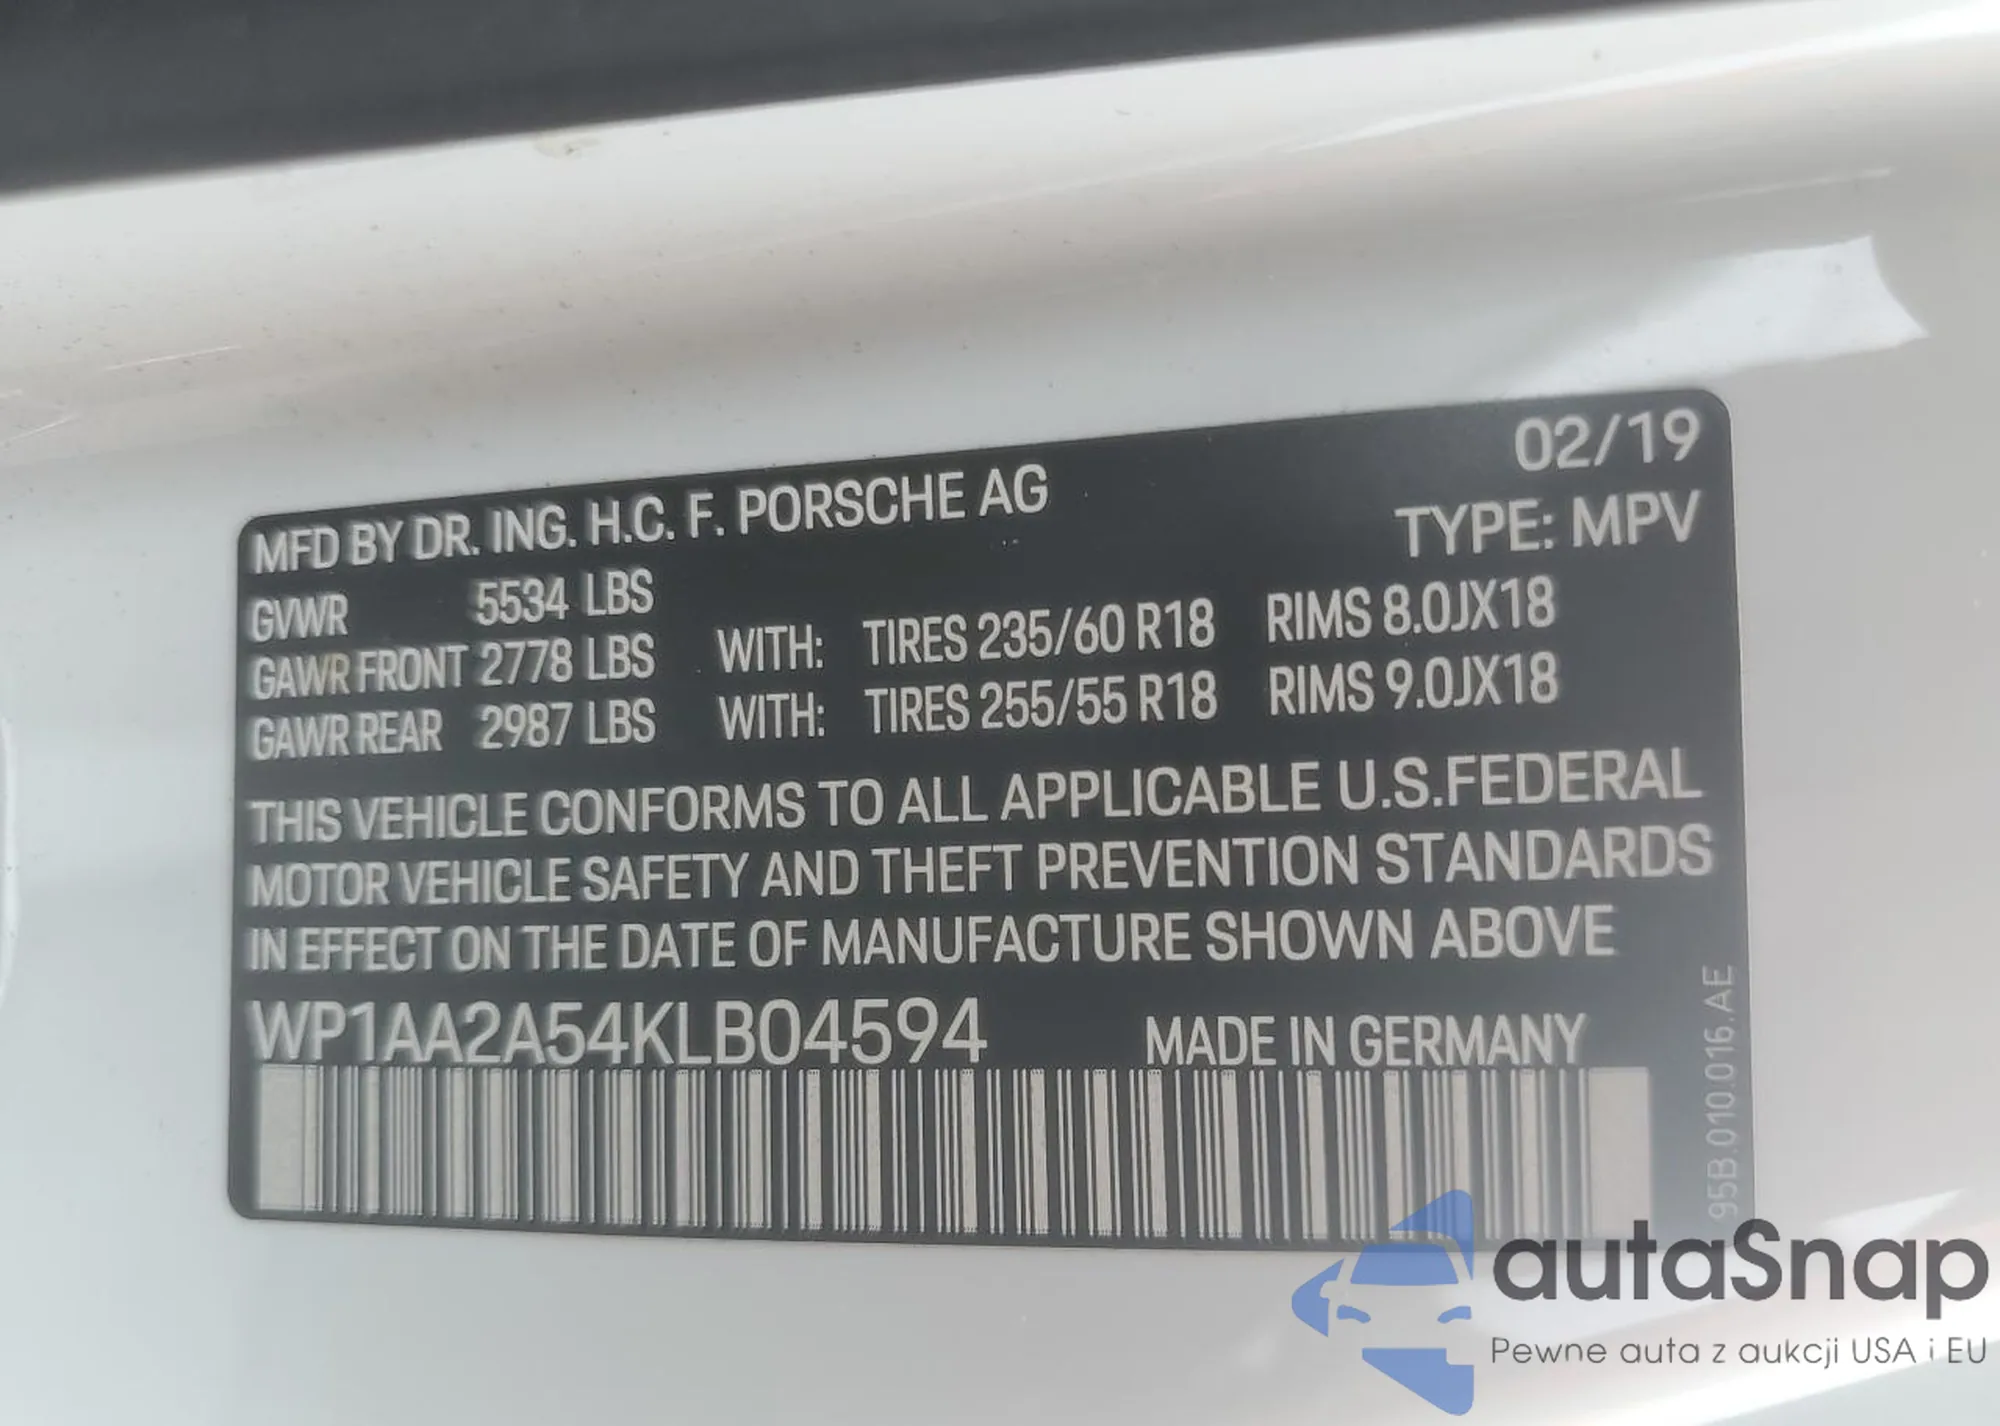 02/19
MFD BY DR. ING. H.C. F. PORSCHE AG
TYPE: MPV
GVWR 5534 LBS
GAWR FRONT 2778 LBS WITH: TIRES 235/60 R18 RIMS 8.0JX18
GAWR REAR 2987 LBS WITH: TIRES 255/55 R18 RIMS 9.0JX18
THIS VEHICLE CONFORMS TO ALL APPLICABLE U.S.FEDERAL
MOTOR VEHICLE SAFETY AND THEFT PREVENTION STANDARDS
IN EFFECT ON THE DATE OF MANUFACTURE SHOWN ABOVE
WP1AA2A54KLB04594 MADE IN GERMANY
95B.010.016.AE
autaSnap
Pewne auta z aukcji USA i EU